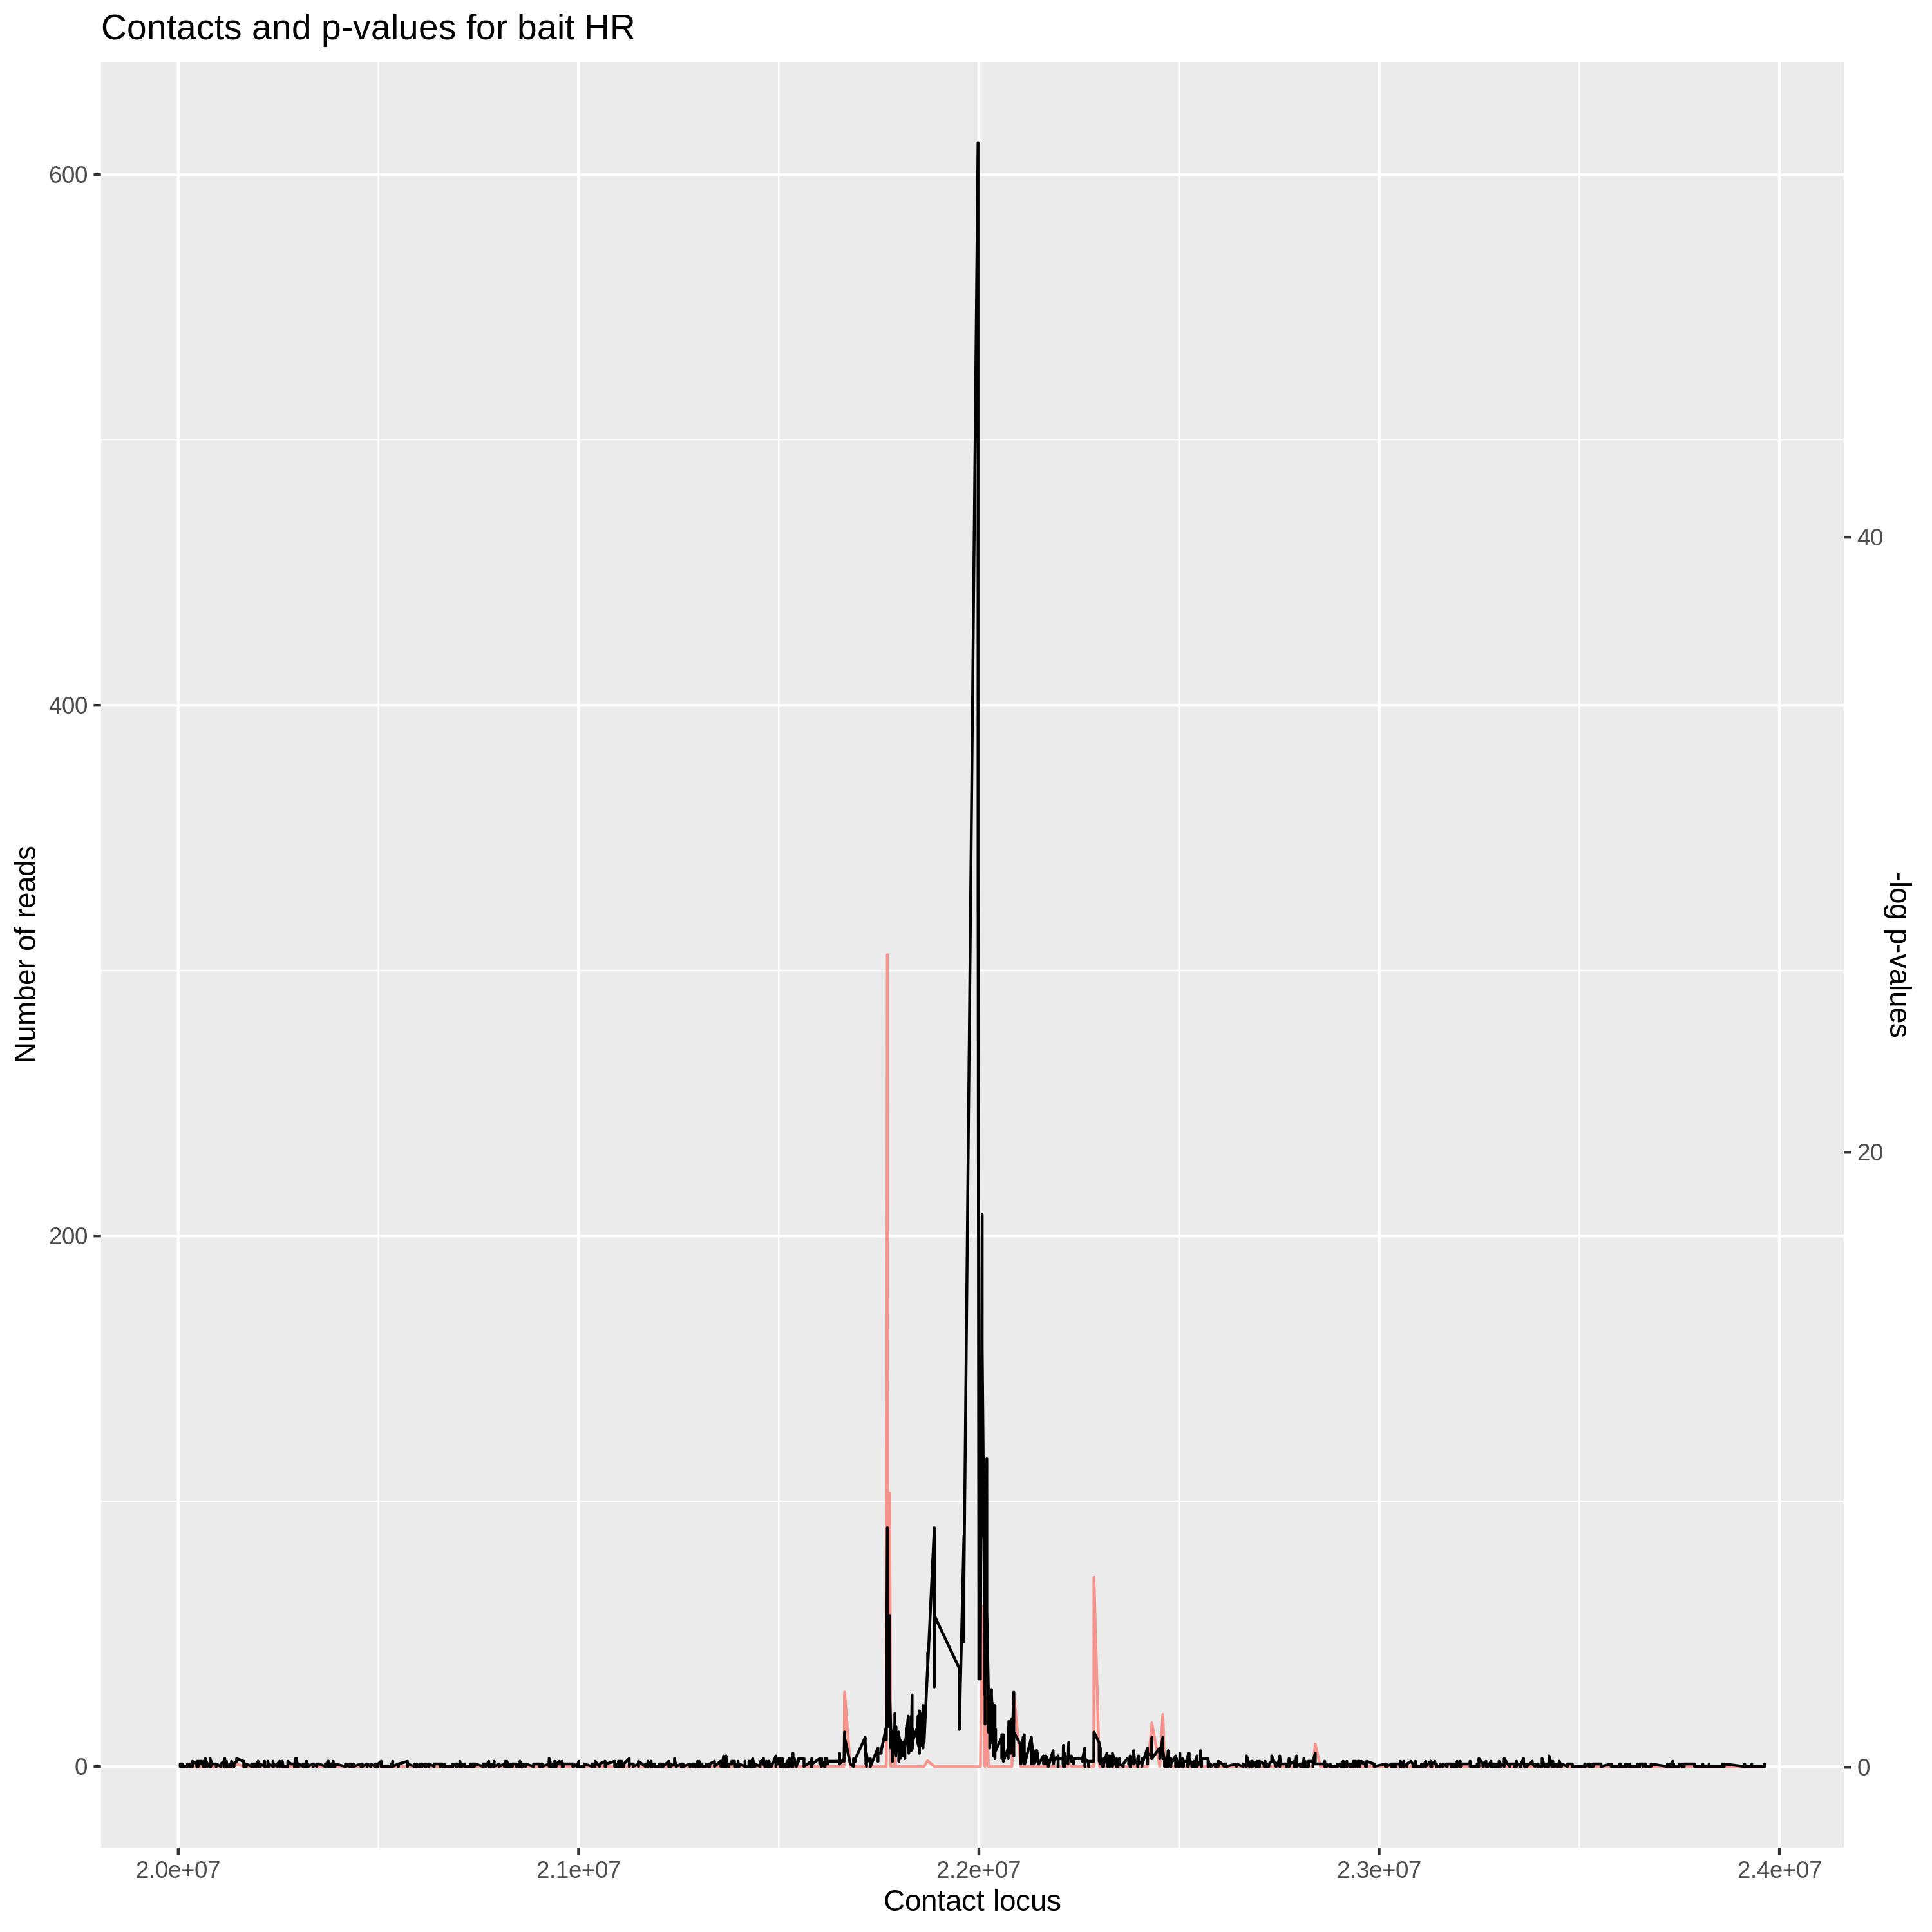 Contacts and p-values for bait HR
Number of reads
600
400
200
0
40
20
0
-log p-values
2.0e+07
2.1e+07
2.2e+07
2.3e+07
2.4e+07
Contact locus